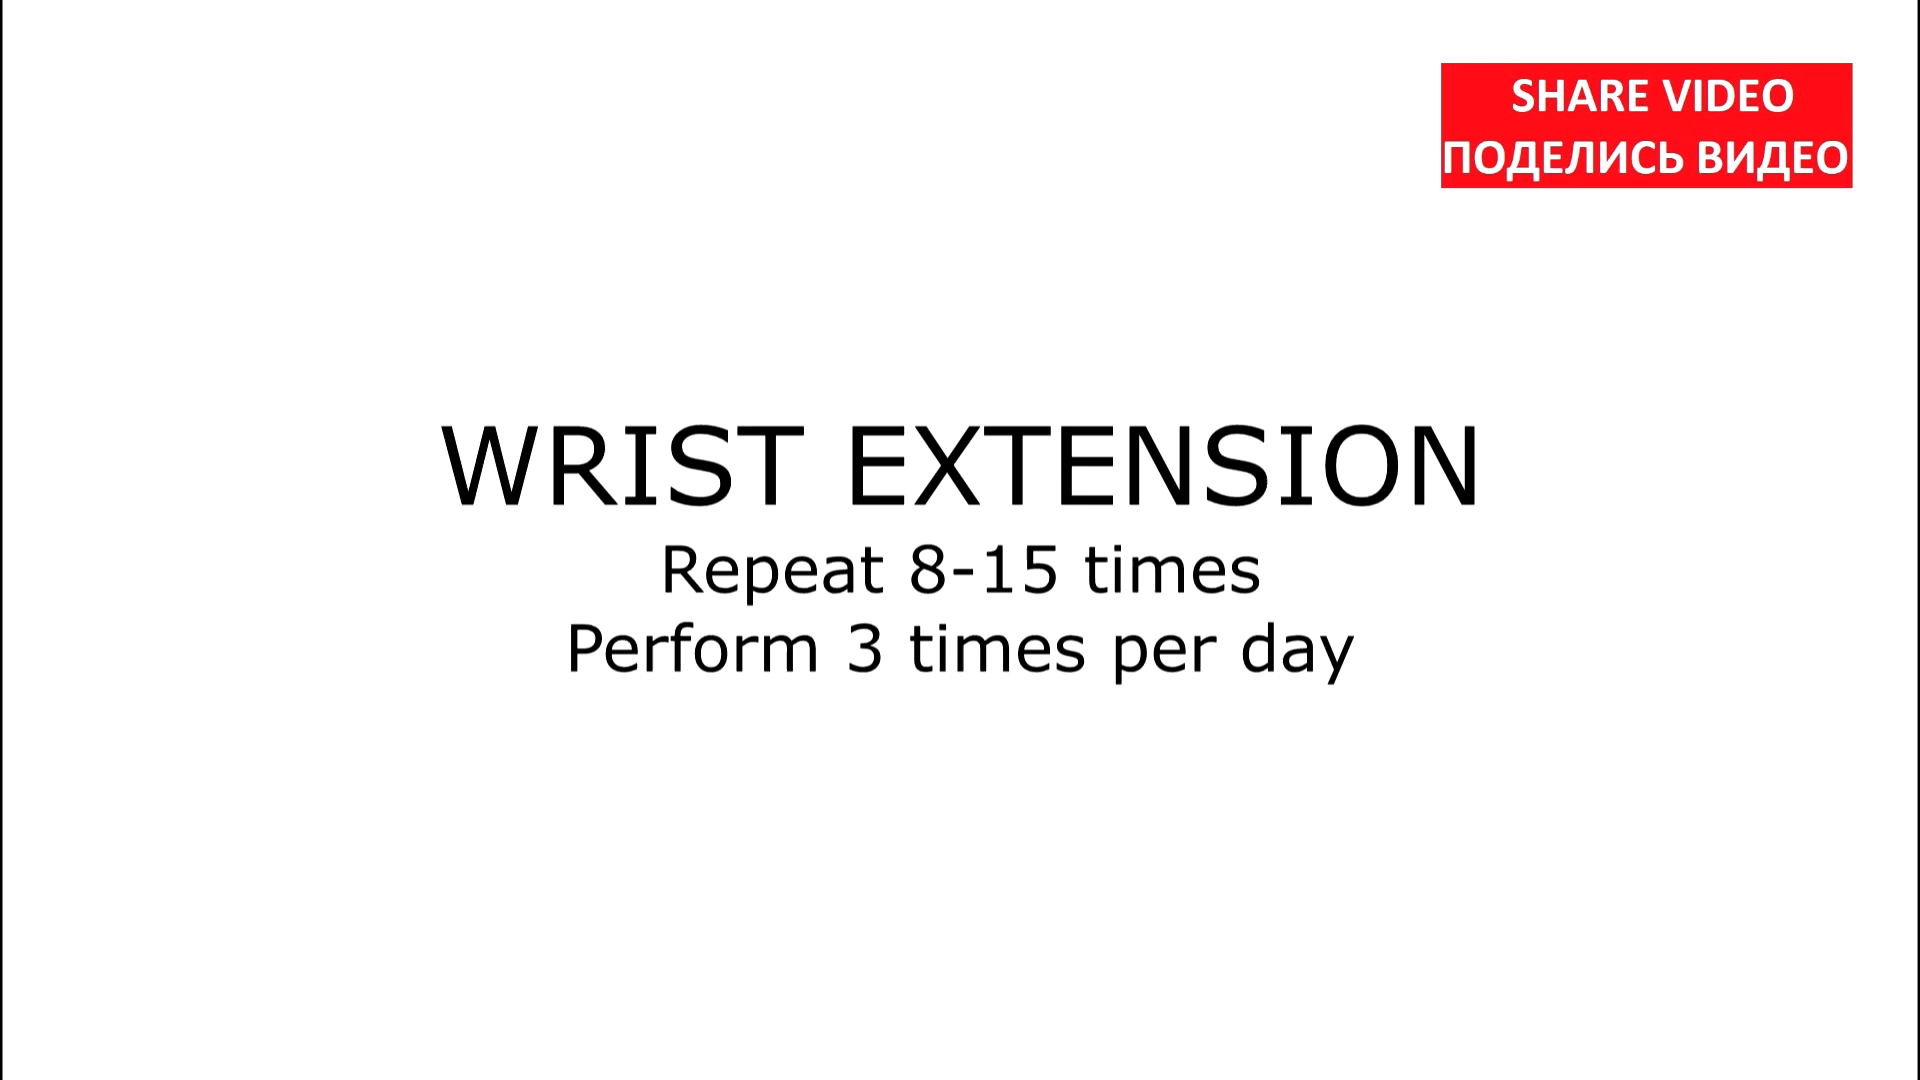 SHARE VIDEO
ПОДЕЛИСЬ ВИДЕО
WRIST EXTENSION
Repeat 8-15 times
Perform 3 times per day